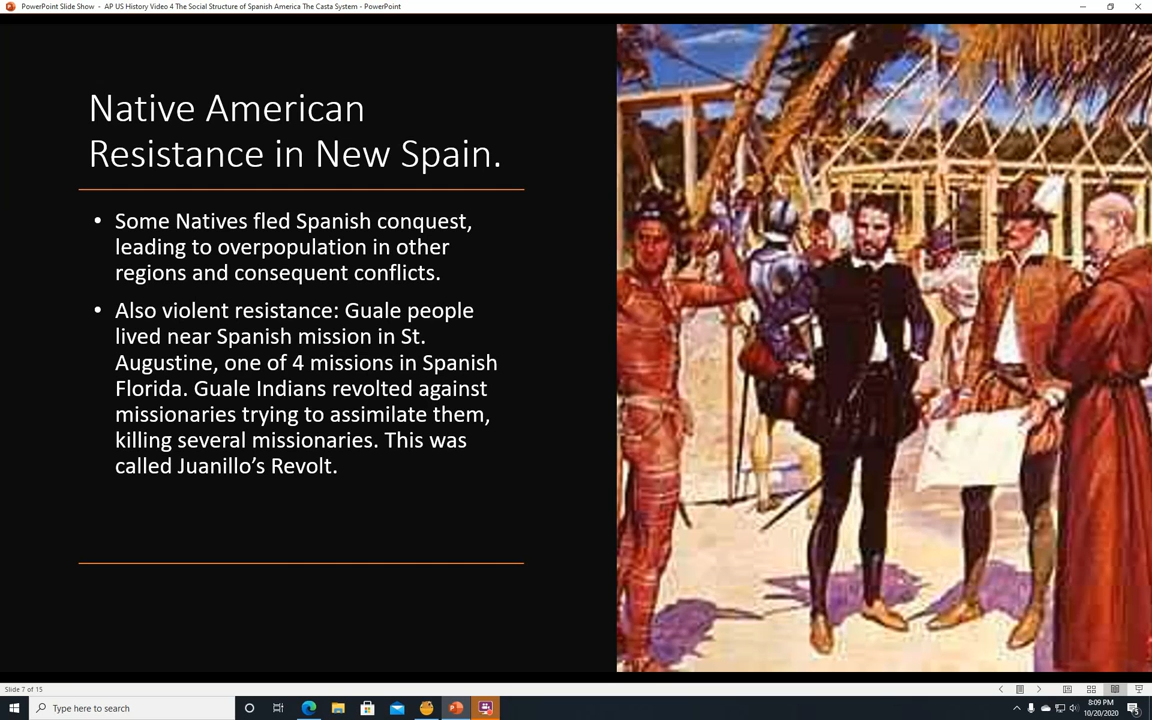 PowerPoint Slide Show - AP US History Video 4 The Social Structure of Spanish America The Casta System - PowerPoint
Native American
Resistance in New Spain.
• Some Natives fled Spanish conquest,
leading to overpopulation in other
regions and consequent conflicts.
• Also violent resistance: Guale people
lived near Spanish mission in St.
Augustine, one of 4 missions in Spanish
Florida. Guale Indians revolted against
missionaries trying to assimilate them,
killing several missionaries. This was
called Juanillo's Revolt.
Slide 7 of 15
Type here to search
8:09 PM
10/20/2020
5